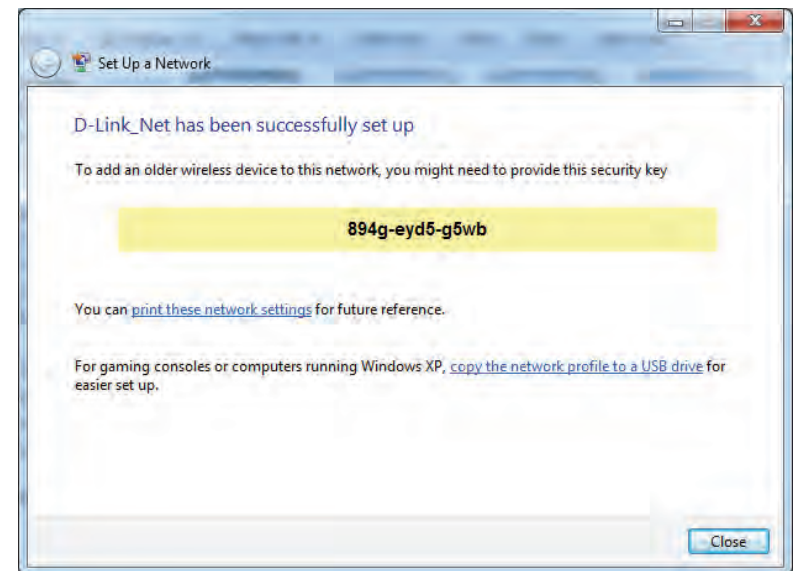 Set Up a Network
D-Link_Net has been successfully set up
To add an older wireless device to this network, you might need to provide this security key
894g-eyd5-g5wb
You can print these network settings for future reference.
For gaming consoles or computers running Windows XP, copy the network profile to a USB drive for
easier set up.
Close